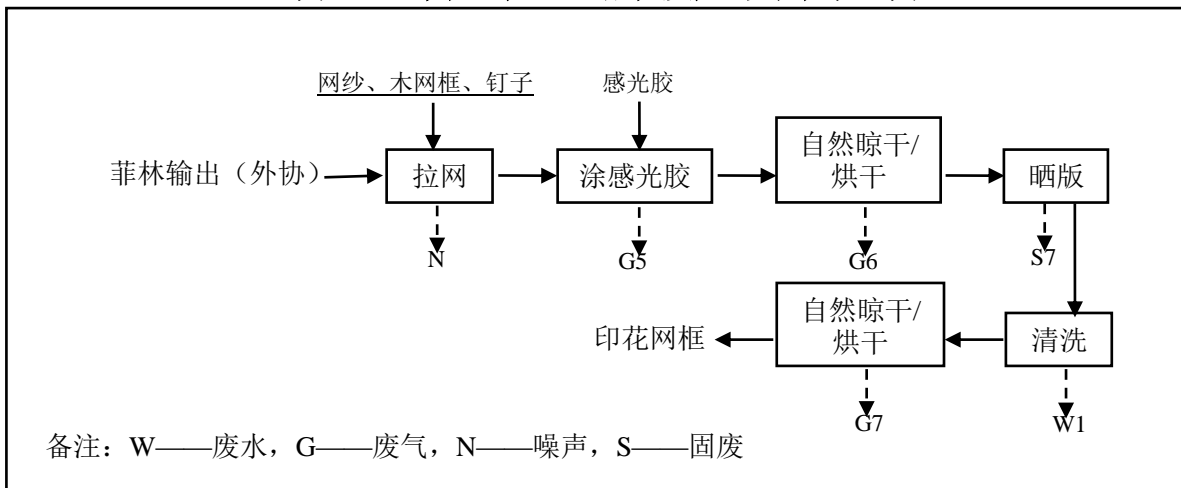 网纱、木网框、钉子
感光胶
菲林输出（外协）
拉网
涂感光胶
自然晾干/
烘干
晒版
N
G5
G6
S7
印花网框
自然晾干/
烘干
清洗
G7
W1
备注：W——废水，G——废气，N——噪声，S——固废